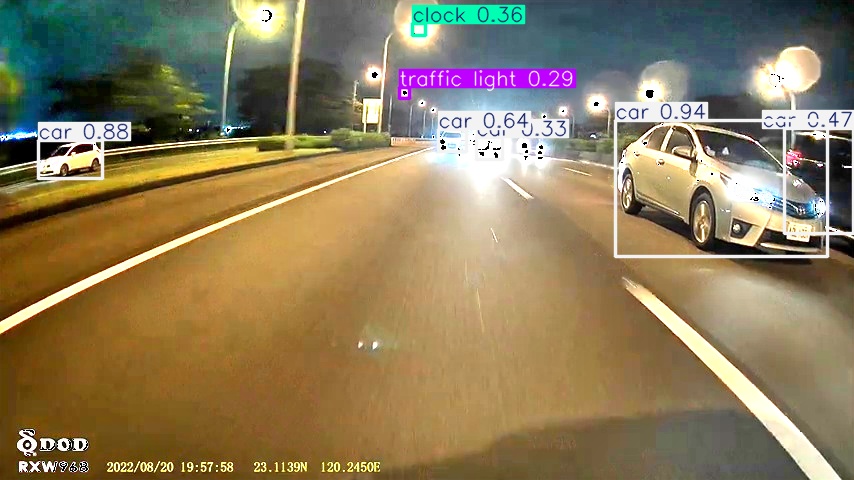 clock 0.36
traffic light 0.29
car 0.94
car 0.64
car 0.33
car 0.47
car 0.88
DOD
RXW968 2022/08/20 19:57:58 23.1139N 120.2450E